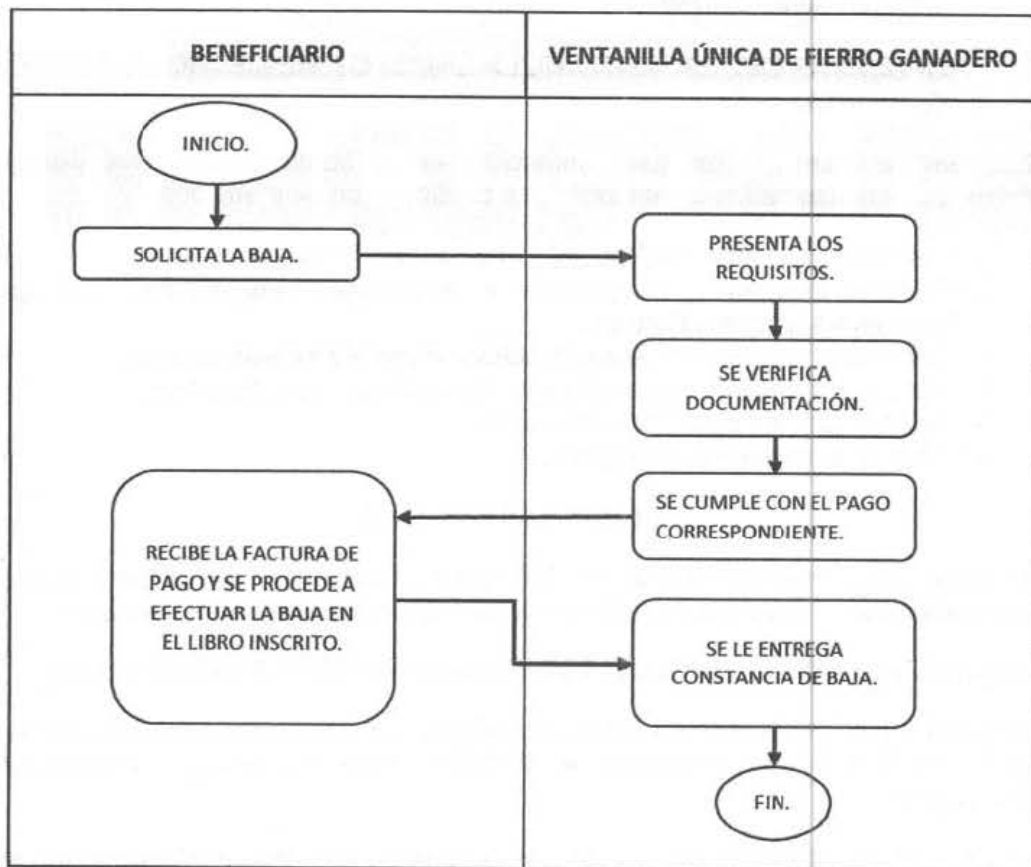 BENEFICIARIO
VENTANILLA ÚNICA DE FIERRO GANADERO
INICIO.
SOLICITA LA BAJA.
PRESENTA LOS
REQUISITOS.
SE VERIFICA
DOCUMENTACIÓN.
SE CUMPLE CON EL PAGO
CORRESPONDIENTE.
RECIBE LA FACTURA DE
PAGO Y SE PROCEDE A
EFECTUAR LA BAJA EN
EL LIBRO INSCRITO.
SE LE ENTREGA
CONSTANCIA DE BAJA.
FIN.